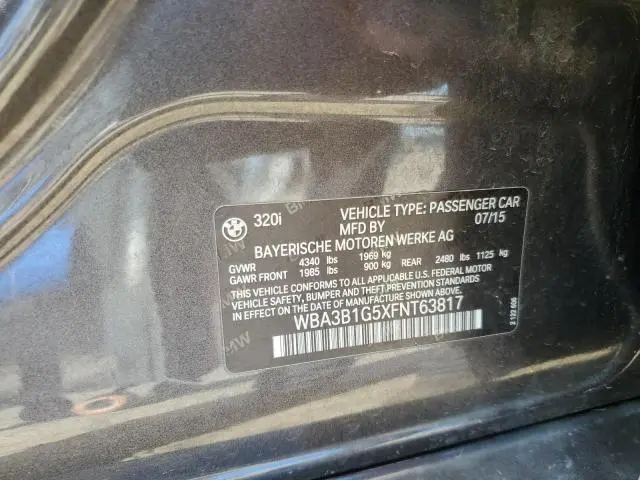 BMW 320i VEHICLE TYPE: PASSENGER CAR
MFD BY 07/15
BAYERISCHE MOTOREN WERKE AG
GVWR 4340 lbs 1969 kg
GAWR FRONT 1985 lbs 900 kg REAR 2480 lbs 1125 kg
THIS CAR CONFORMS TO ALL APPLICABLE U.S. FEDERAL MOTOR
VEHICLE SAFETY, BUMPER, AND THEFT PREVENTION STANDARDS
IN EFFECT ON THE DATE OF MANUFACTURE SHOWN ABOVE.
WBA3B1G5XFNT63817